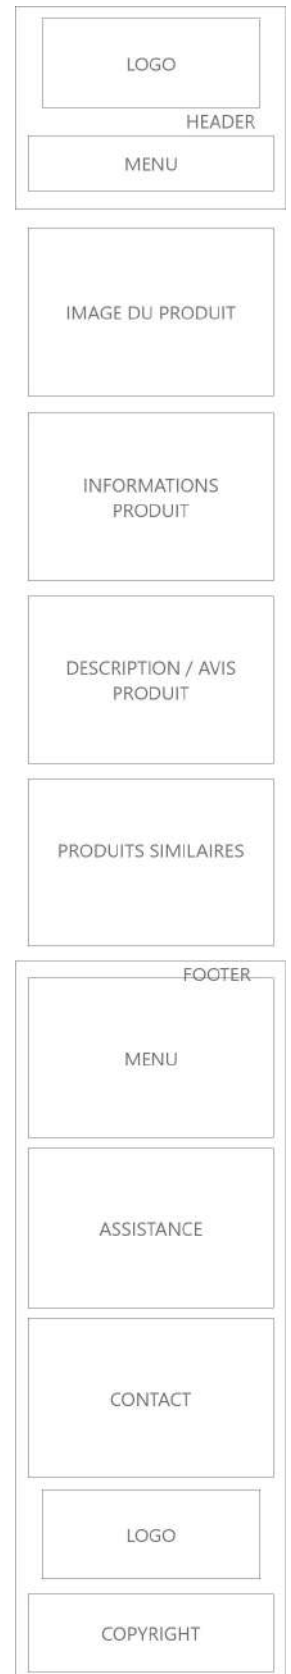 LOGO
HEADER
MENU
IMAGE DU PRODUIT
INFORMATIONS
PRODUIT
DESCRIPTION / AVIS
PRODUIT
PRODUITS SIMILAIRES
FOOTER
MENU
ASSISTANCE
CONTACT
LOGO
COPYRIGHT